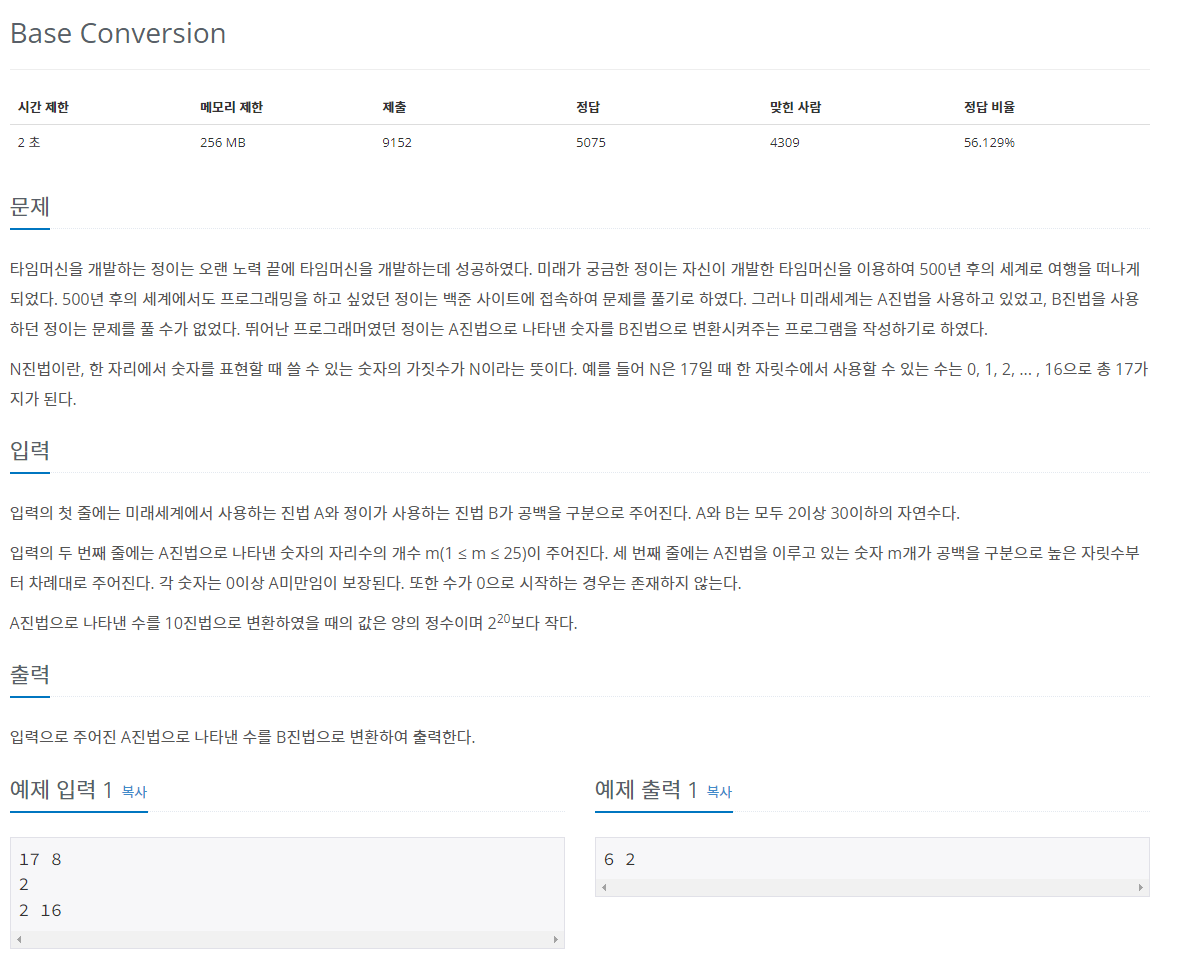 Base Conversion
시간 제한 메모리 제한 제출 정답 맞힌 사람 정답 비율
2 초 256 MB 9152 5075 4309 56.129%
문제
타임머신을 개발하는 정이는 오랜 노력 끝에 타임머신을 개발하는데 성공하였다. 미래가 궁금한 정이는 자신이 개발한 타임머신을 이용하여 500년 후의 세계로 여행을 떠나게
되었다. 500년 후의 세계에서도 프로그래밍을 하고 싶었던 정이는 백준 사이트에 접속하여 문제를 풀기로 하였다. 그러나 미래세계는 A진법을 사용하고 있었고, B진법을 사용
하던 정이는 문제를 풀 수가 없었다. 뛰어난 프로그래머였던 정이는 A진법으로 나타낸 숫자를 B진법으로 변환시켜주는 프로그램을 작성하기로 하였다.
N진법이란, 한 자리에서 숫자를 표현할 때 쓸 수 있는 숫자의 가짓수가 N이라는 뜻이다. 예를 들어 N은 17일 때 한 자릿수에서 사용할 수 있는 수는 0, 1, 2, ... , 16으로 총 17가
지가 된다.
입력
입력의 첫 줄에는 미래세계에서 사용하는 진법 A와 정이가 사용하는 진법 B가 공백을 구분으로 주어진다. A와 B는 모두 2이상 30이하의 자연수다.
입력의 두 번째 줄에는 A진법으로 나타낸 숫자의 자리수의 개수 m(1 ≤ m ≤ 25)이 주어진다. 세 번째 줄에는 A진법을 이루고 있는 숫자 m개가 공백을 구분으로 높은 자릿수부
터 차례대로 주어진다. 각 숫자는 0이상 A미만임이 보장된다. 또한 수가 0으로 시작하는 경우는 존재하지 않는다.
A진법으로 나타낸 수를 10진법으로 변환하였을 때의 값은 양의 정수이며 2²⁰보다 작다.
출력
입력으로 주어진 A진법으로 나타낸 수를 B진법으로 변환하여 출력한다.
예제 입력 1 복사
17 8
2
2 16
예제 출력 1 복사
6 2